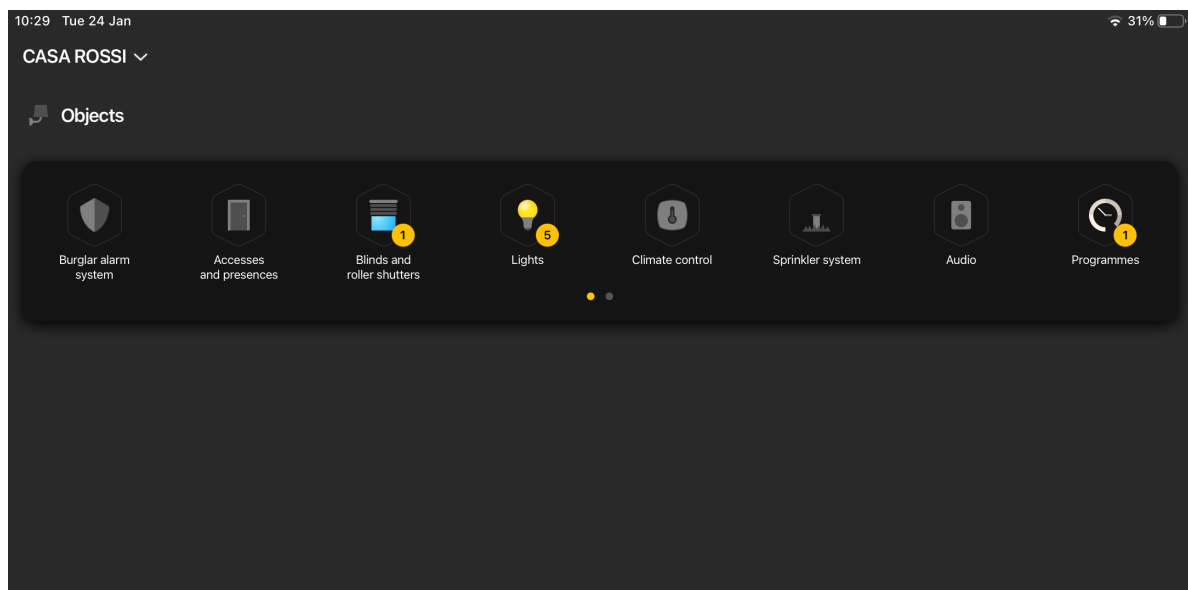 10:29 Tue 24 Jan
31%
CASA ROSSI
Objects
1
5
1
Burglar alarm
system
Accesses
and presences
Blinds and
roller shutters
Lights
Climate control
Sprinkler system
Audio
Programmes